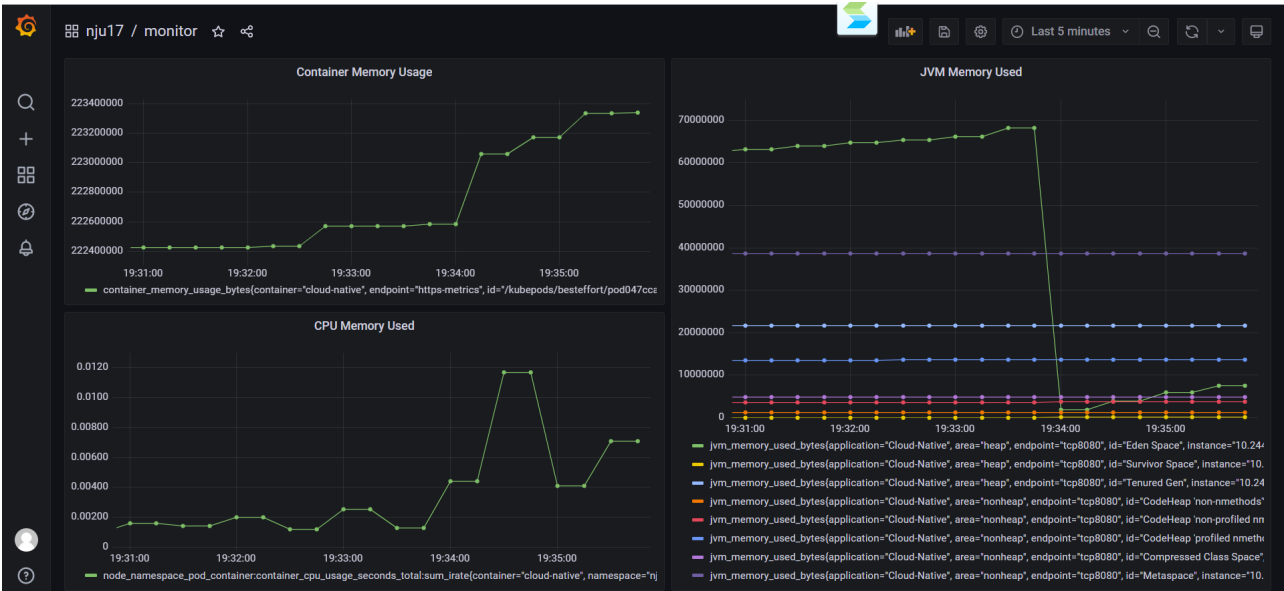 nju17 / monitor
Last 5 minutes
Container Memory Usage
223400000
223200000
223000000
222800000
222600000
222400000
19:31:00 19:32:00 19:33:00 19:34:00 19:35:00
container_memory_usage_bytes{container="cloud-native", endpoint="https-metrics", id="/kubepods/besteffort/pod047cca
CPU Memory Used
0.0120
0.0100
0.00800
0.00600
0.00400
0.00200
0
19:31:00 19:32:00 19:33:00 19:34:00 19:35:00
node_namespace_pod_container:container_cpu_usage_seconds_total:sum_irate{container="cloud-native", namespace="nj
JVM Memory Used
70000000
60000000
50000000
40000000
30000000
20000000
10000000
0
19:31:00 19:32:00 19:33:00 19:34:00 19:35:00
jvm_memory_used_bytes{application="Cloud-Native", area="heap", endpoint="tcp8080", id="Eden Space", instance="10.244
jvm_memory_used_bytes{application="Cloud-Native", area="heap", endpoint="tcp8080", id="Survivor Space", instance="10.
jvm_memory_used_bytes{application="Cloud-Native", area="heap", endpoint="tcp8080", id="Tenured Gen", instance="10.24
jvm_memory_used_bytes{application="Cloud-Native", area="nonheap", endpoint="tcp8080", id="CodeHeap 'non-nmethods'
jvm_memory_used_bytes{application="Cloud-Native", area="nonheap", endpoint="tcp8080", id="CodeHeap 'non-profiled nm
jvm_memory_used_bytes{application="Cloud-Native", area="nonheap", endpoint="tcp8080", id="CodeHeap 'profiled nmetho
jvm_memory_used_bytes{application="Cloud-Native", area="nonheap", endpoint="tcp8080", id="Compressed Class Space",
jvm_memory_used_bytes{application="Cloud-Native", area="nonheap", endpoint="tcp8080", id="Metaspace", instance="10.